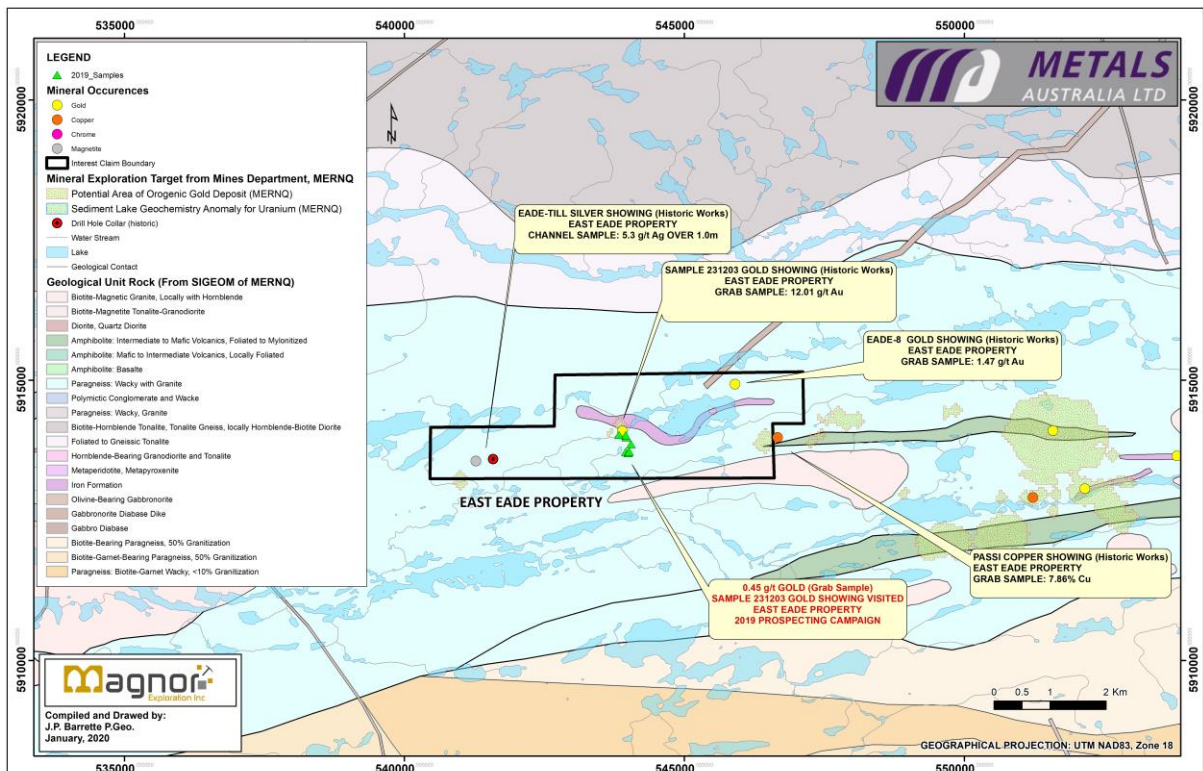 535000
540000
545000
550000
LEGEND
2019_Samples
Mineral Occurences
Gold
Copper
Chrome
Magnetite
Interest Claim Boundary
Mineral Exploration Target from Mines Department, MERNQ
Potential Area of Orogenic Gold Deposit (MERNQ)
Sediment Lake Geochemistry Anomaly for Uranium (MERNQ)
Drill Hole Collar (historic)
Water Stream
Lake
Geological Contact
Geological Unit Rock (From SIGEOM of MERNQ)
Biotite-Magnetic Granite, Locally with Hornblende
Biotite-Magnetite Tonalite-Granodiorite
Diorite, Quartz Diorite
Amphibolite: Intermediate to Mafic Volcanics, Foliated to Mylonitized
Amphibolite: Mafic to Intermediate Volcanics, Locally Foliated
Amphibolite: Basalte
Paragneiss: Wacky with Granite
Polymictic Conglomerate and Wacke
Paragneiss: Wacky, Granite
Biotite-Hornblende Tonalite, Tonalite Gneiss, locally Hornblende-Biotite Diorite
Foliated to Gneissic Tonalite
Hornblende-Bearing Granodiorite and Tonalite
Metaperidotite, Metapyroxenite
Iron Formation
Olivine-Bearing Gabbronorite
Gabbronorite Diabase Dike
Gabbro Diabase
Biotite-Bearing Paragneiss, 50% Granitization
Biotite-Garnet-Bearing Paragneiss, 50% Granitization
Paragneiss: Biotite-Garnet Wacky, <10% Granitization
N
METALS
AUSTRALIA LTD
5920000
5920000
EADE-TILL SILVER SHOWING (Historic Works)
EAST EADE PROPERTY
CHANNEL SAMPLE: 5.3 g/t Ag OVER 1.0m
SAMPLE 231203 GOLD SHOWING (Historic Works)
EAST EADE PROPERTY
GRAB SAMPLE: 12.01 g/t Au
EADE-8 GOLD SHOWING (Historic Works)
EAST EADE PROPERTY
GRAB SAMPLE: 1.47 g/t Au
5915000
5915000
EAST EADE PROPERTY
PASSI COPPER SHOWING (Historic Works)
EAST EADE PROPERTY
GRAB SAMPLE: 7.86% Cu
0.45 g/t GOLD (Grab Sample)
SAMPLE 231203 GOLD SHOWING VISITED
EAST EADE PROPERTY
2019 PROSPECTING CAMPAIGN
5910000
5910000
Magnor
Exploration Inc
Compiled and Drawed by:
J.P. Barrette P.Geo.
January, 2020
0 0.5 1 2 Km
GEOGRAPHICAL PROJECTION: UTM NAD83, Zone 18
535000
540000
545000
550000